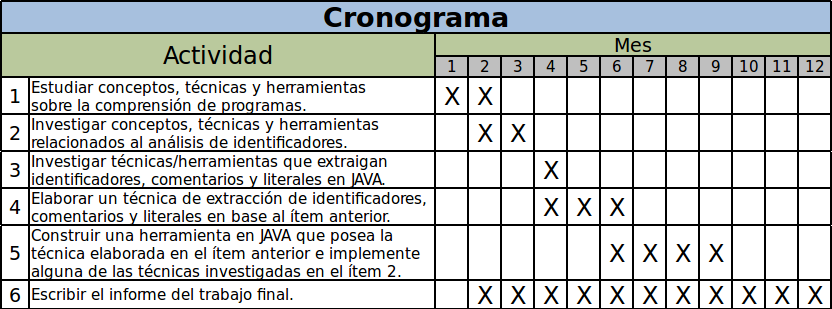 Cronograma
Actividad
Mes
1 2 3 4 5 6 7 8 9 10 11 12
1 Estudiar conceptos, técnicas y herramientas
sobre la comprensión de programas.
X X
2 Investigar conceptos, técnicas y herramientas
relacionados al análisis de identificadores.
X X
3 Investigar técnicas/herramientas que extraigan
identificadores, comentarios y literales en JAVA.
X
4 Elaborar un técnica de extracción de identificadores,
comentarios y literales en base al ítem anterior.
X X X
5 Construir una herramienta en JAVA que posea la
técnica elaborada en el ítem anterior e implemente
alguna de las técnicas investigadas en el ítem 2.
X X X X
6 Escribir el informe del trabajo final.
X X X X X X X X X X X